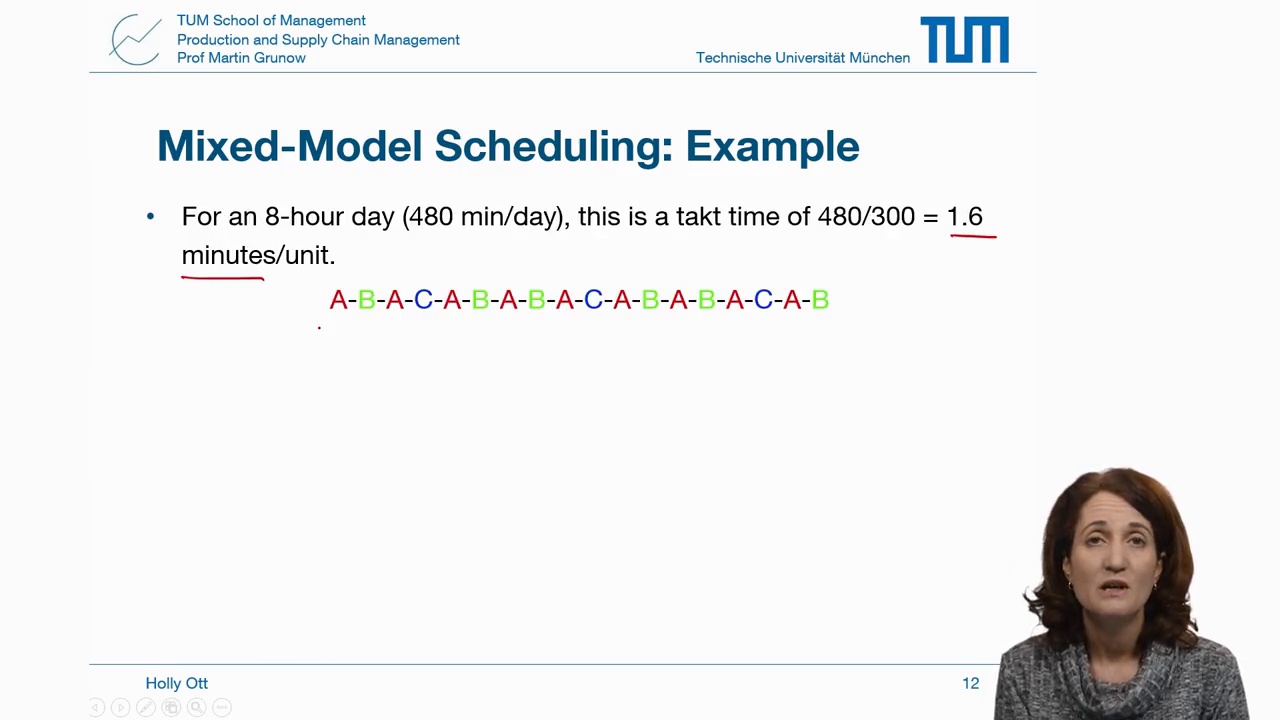 TUM School of Management
Production and Supply Chain Management
Prof Martin Grunow
Technische Universität München
TUM
Mixed-Model Scheduling: Example
• For an 8-hour day (480 min/day), this is a takt time of 480/300 = 1.6
minutes/unit.
A-B-A-C-A-B-A-B-A-C-A-B-A-B-A-C-A-B
Holly Ott
12